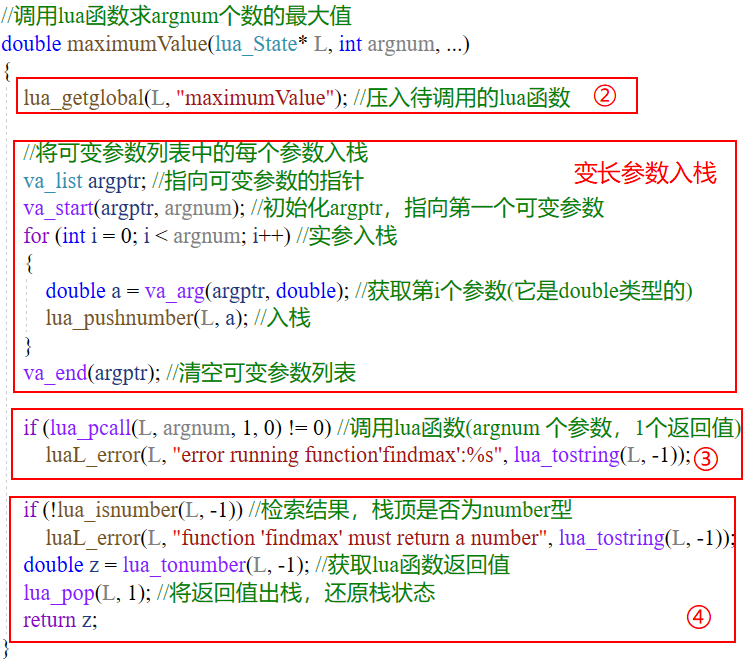 //调用lua函数求argnum个数的最大值
double maximumValue(lua_State* L, int argnum, ...)
{
lua_getglobal(L, "maximumValue"); //压入待调用的lua函数 ②
//将可变参数列表中的每个参数入栈
变长参数入栈
va_list argptr; //指向可变参数的指针
va_start(argptr, argnum); //初始化argptr，指向第一个可变参数
for (int i = 0; i < argnum; i++) //实参入栈
{
double a = va_arg(argptr, double); //获取第i个参数(它是double类型的)
lua_pushnumber(L, a); //入栈
}
va_end(argptr); //清空可变参数列表
if (lua_pcall(L, argnum, 1, 0) != 0) //调用lua函数(argnum 个参数，1个返回值)
luaL_error(L, "error running function'findmax':%s", lua_tostring(L, -1)); ③
if (!lua_isnumber(L, -1)) //检索结果，栈顶是否为number型
luaL_error(L, "function 'findmax' must return a number", lua_tostring(L, -1));
double z = lua_tonumber(L, -1); //获取lua函数返回值
lua_pop(L, 1); //将返回值出栈，还原栈状态
return z; ④
}